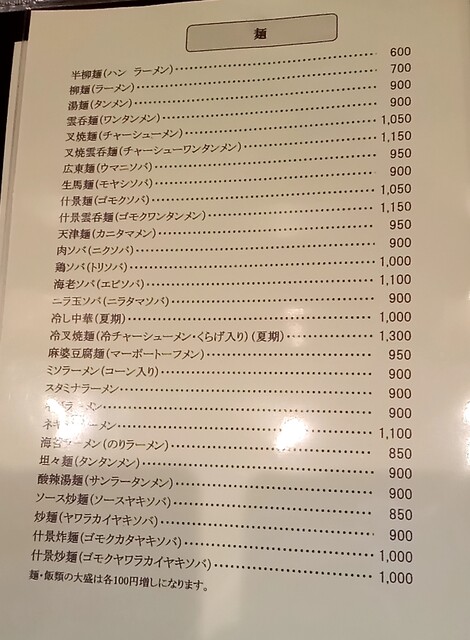 麺
半柳麺(ハン ラーメン)‥‥‥600
柳麺(ラーメン)‥‥‥700
湯麺(タンメン)‥‥‥900
雲呑麺(ワンタンメン)‥‥‥900
叉焼麺(チャーシューメン)‥‥‥1,050
叉焼雲呑麺(チャーシューワンタンメン)‥‥‥1,150
広東麺(ウマニソバ)‥‥‥950
生馬麺(モヤシソバ)‥‥‥900
什景麺(ゴモクソバ)‥‥‥1,050
什景雲呑麺(ゴモクワンタンメン)‥‥‥1,150
天津麺(カニタマメン)‥‥‥950
肉ソバ(ニクソバ)‥‥‥900
鶏ソバ(トリソバ)‥‥‥1,000
海老ソバ(エビソバ)‥‥‥1,100
ニラ玉ソバ(ニラタマソバ)‥‥‥900
冷し中華(夏期)‥‥‥1,000
冷叉焼麺(冷チャーシューメン・くらげ入り)(夏期)‥‥‥1,300
麻婆豆腐麺(マーボートーフメン)‥‥‥950
ミソラーメン(コーン入り)‥‥‥900
スタミナラーメン‥‥‥900
ラーメン‥‥‥900
ネギ ーメン‥‥‥1,100
海苔ラーメン(のりラーメン)‥‥‥850
坦々麺(タンタンメン)‥‥‥900
酸辣湯麺(サンラータンメン)‥‥‥900
ソース炒麺(ソースヤキソバ)‥‥‥850
炒麺(ヤワラカイヤキソバ)‥‥‥900
什景炸麺(ゴモクカタヤキソバ)‥‥‥1,000
什景炒麺(ゴモクヤワラカイヤキソバ)‥‥‥1,000
麺・飯類の大盛は各100円増しになります。